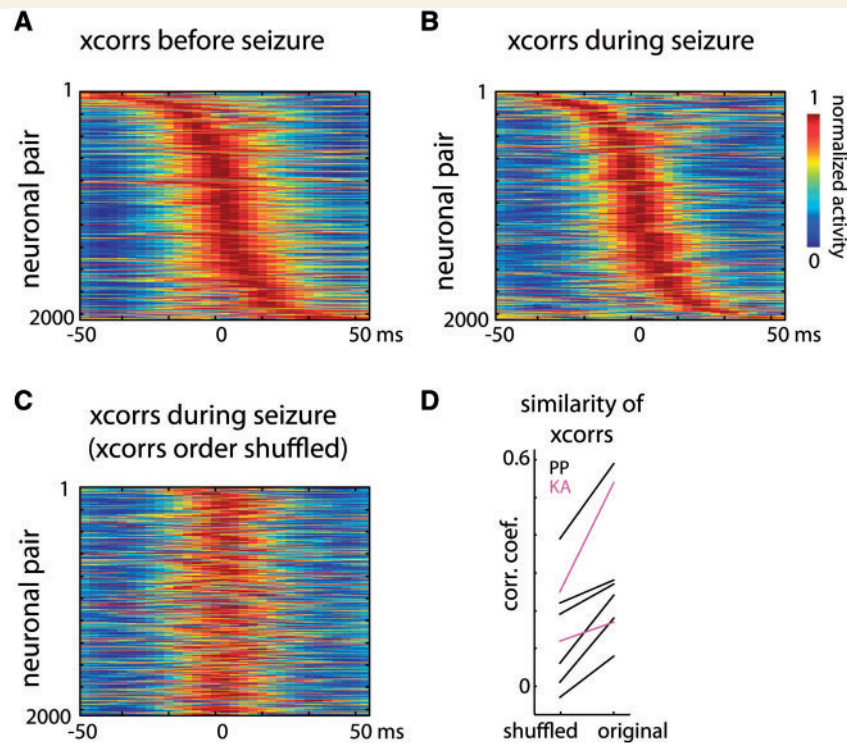 A
xcorrs before seizure
1
neuronal pair
2000
-50 0 50 ms
B
xcorrs during seizure
1
neuronal pair
2000
-50 0 50 ms
1
normalized activity
0
C
xcorrs during seizure
(xcorrs order shuffled)
1
neuronal pair
2000
-50 0 50 ms
D
similarity of
xcorrs
0.6
PP
KA
corr. coef.
0
shuffled original